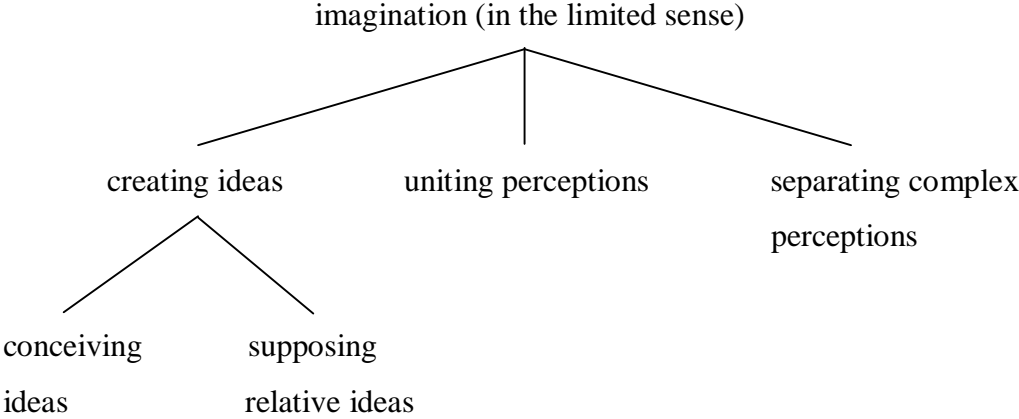 imagination (in the limited sense)
creating ideas
uniting perceptions
separating complex
perceptions
conceiving
ideas
supposing
relative ideas